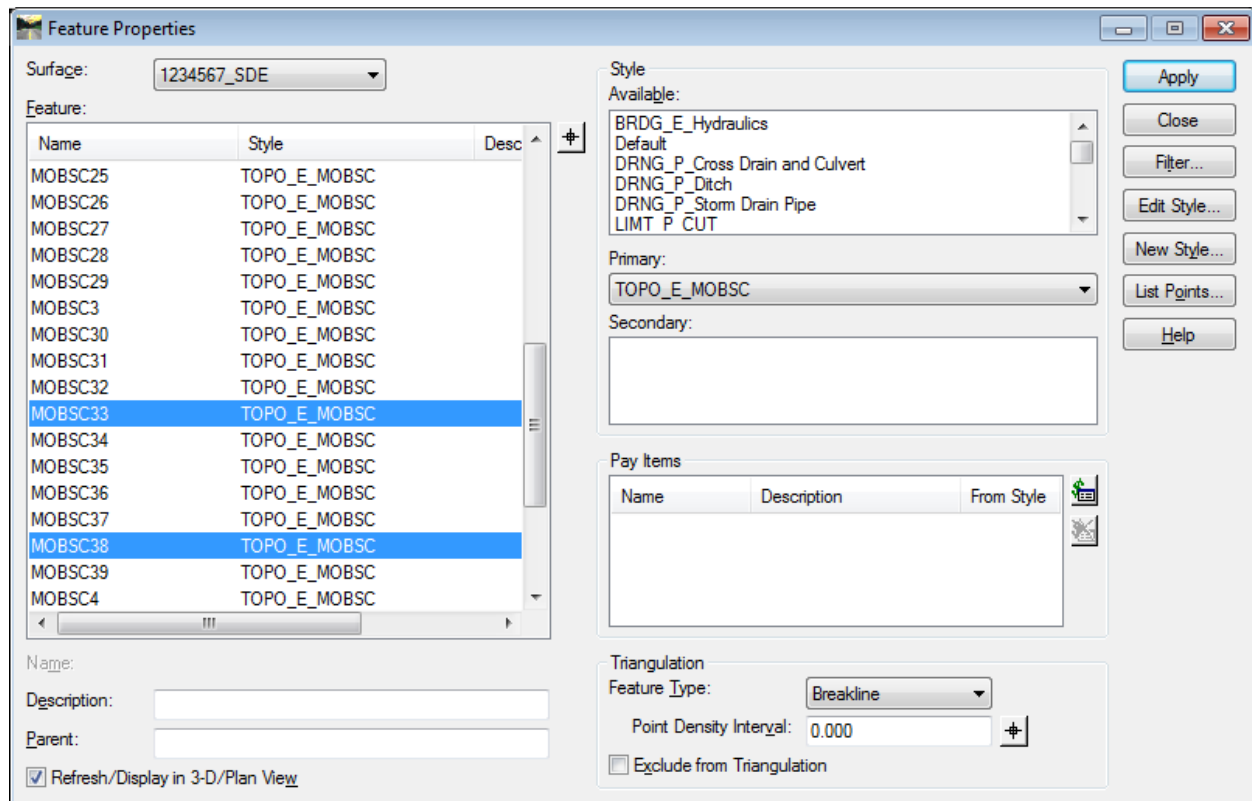 Feature Properties
Surface: 1234567_SDE
Feature:
Name Style Desc
MOBSC25 TOPO_E_MOBSC
MOBSC26 TOPO_E_MOBSC
MOBSC27 TOPO_E_MOBSC
MOBSC28 TOPO_E_MOBSC
MOBSC29 TOPO_E_MOBSC
MOBSC3 TOPO_E_MOBSC
MOBSC30 TOPO_E_MOBSC
MOBSC31 TOPO_E_MOBSC
MOBSC32 TOPO_E_MOBSC
MOBSC33 TOPO_E_MOBSC
MOBSC34 TOPO_E_MOBSC
MOBSC35 TOPO_E_MOBSC
MOBSC36 TOPO_E_MOBSC
MOBSC37 TOPO_E_MOBSC
MOBSC38 TOPO_E_MOBSC
MOBSC39 TOPO_E_MOBSC
MOBSC4 TOPO_E_MOBSC
Name:
Description:
Parent:
Refresh/Display in 3-D/Plan View
Style
Available:
BRDG_E_Hydraulics
Default
DRNG_P_Cross Drain and Culvert
DRNG_P_Ditch
DRNG_P_Storm Drain Pipe
LIMT_P_CUT
Primary:
TOPO_E_MOBSC
Secondary:
Pay Items
Name Description From Style
Triangulation
Feature Type: Breakline
Point Density Interval: 0.000
Exclude from Triangulation
Apply
Close
Filter...
Edit Style...
New Style...
List Points...
Help